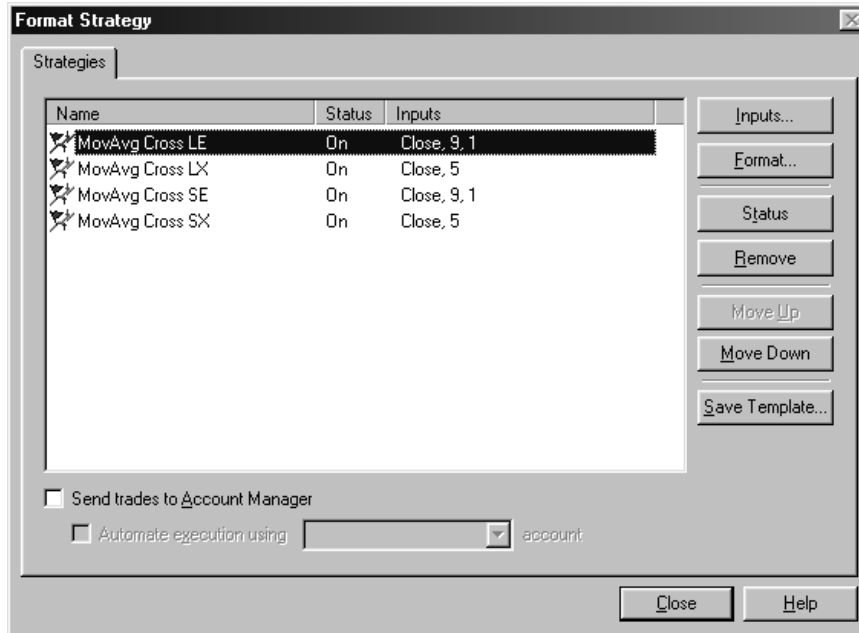 Format Strategy
Strategies
Name Status Inputs
MovAvg Cross LE On Close, 9, 1
MovAvg Cross LX On Close, 5
MovAvg Cross SE On Close, 9, 1
MovAvg Cross SX On Close, 5
Inputs...
Format...
Status
Remove
Move Up
Move Down
Save Template...
Send trades to Account Manager
Automate execution using account
Close Help